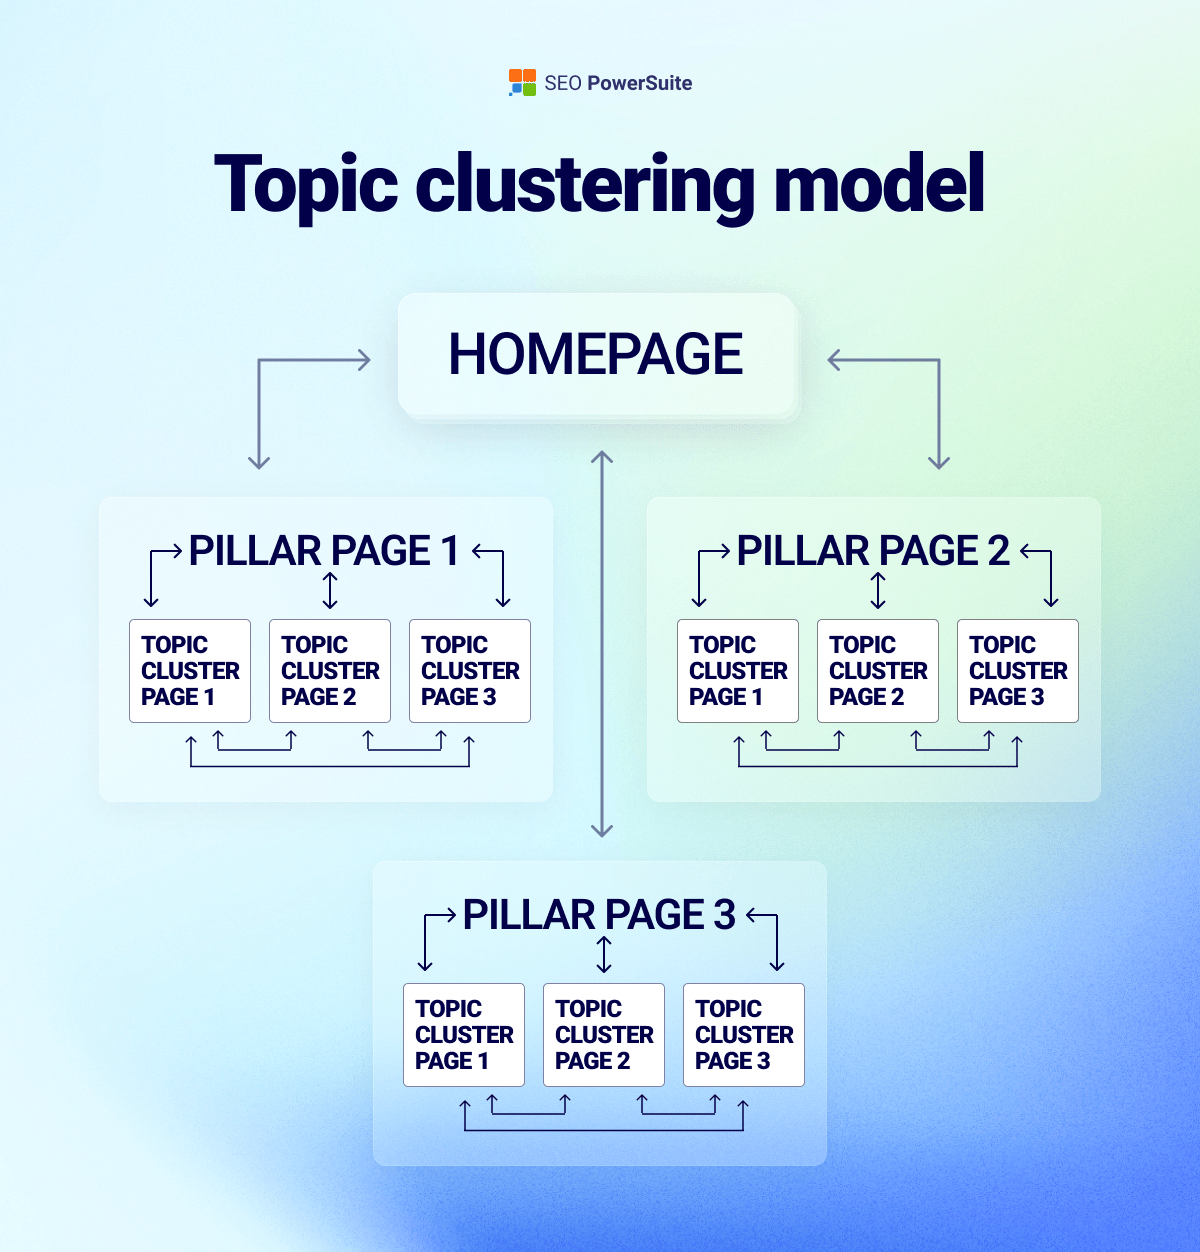 SEO PowerSuite
Topic clustering model
HOMEPAGE
PILLAR PAGE 1
TOPIC
CLUSTER
PAGE 1
TOPIC
CLUSTER
PAGE 2
TOPIC
CLUSTER
PAGE 3
PILLAR PAGE 2
TOPIC
CLUSTER
PAGE 1
TOPIC
CLUSTER
PAGE 2
TOPIC
CLUSTER
PAGE 3
PILLAR PAGE 3
TOPIC
CLUSTER
PAGE 1
TOPIC
CLUSTER
PAGE 2
TOPIC
CLUSTER
PAGE 3